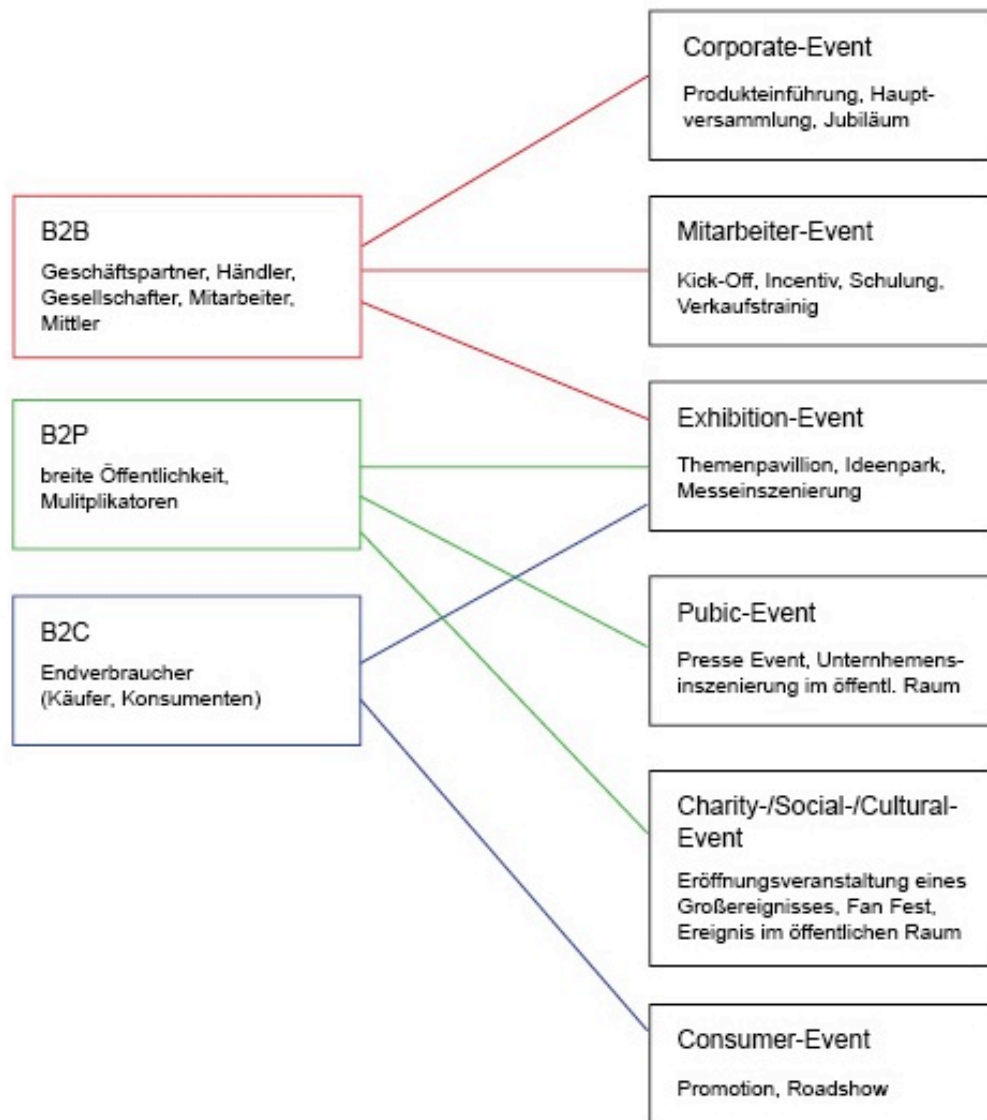 B2B
Geschäftspartner, Händler,
Gesellschafter, Mitarbeiter,
Mittler
B2P
breite Öffentlichkeit,
Mulitplikatoren
B2C
Endverbraucher
(Käufer, Konsumenten)
Corporate-Event
Produkteinführung, Haupt-
versammlung, Jubiläum
Mitarbeiter-Event
Kick-Off, Incentiv, Schulung,
Verkaufstrainig
Exhibition-Event
Themenpavillion, Ideenpark,
Messeinszenierung
Pubic-Event
Presse Event, Unternhemens-
inszenierung im öffentl. Raum
Charity-/Social-/Cultural-
Event
Eröffnungsveranstaltung eines
Großereignisses, Fan Fest,
Ereignis im öffentlichen Raum
Consumer-Event
Promotion, Roadshow